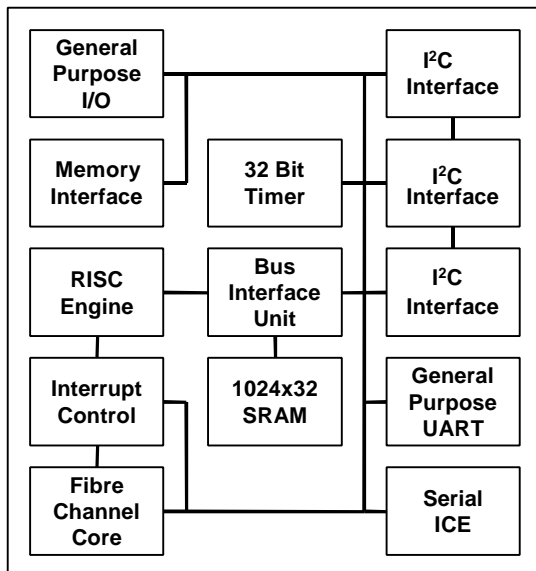 General
Purpose
I/O
I²C
Interface
Memory
Interface
32 Bit
Timer
I²C
Interface
RISC
Engine
Bus
Interface
Unit
I²C
Interface
Interrupt
Control
1024x32
SRAM
General
Purpose
UART
Fibre
Channel
Core
Serial
ICE